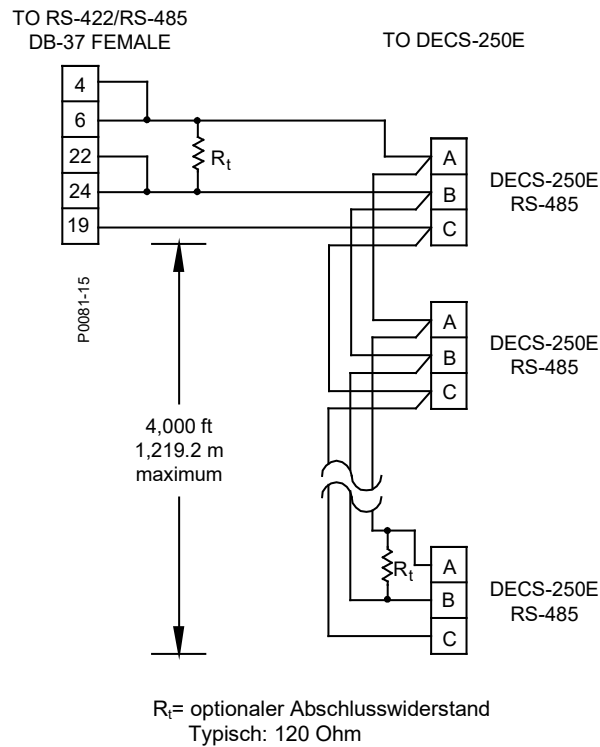 TO RS-422/RS-485
DB-37 FEMALE
TO DECS-250E
4
6
22
24
19
Rt
A
B
C
DECS-250E
RS-485
P0081-15
4,000 ft
1,219.2 m
maximum
A
B
C
DECS-250E
RS-485
Rt
A
B
C
DECS-250E
RS-485
Rt= optionaler Abschlusswiderstand
Typisch: 120 Ohm